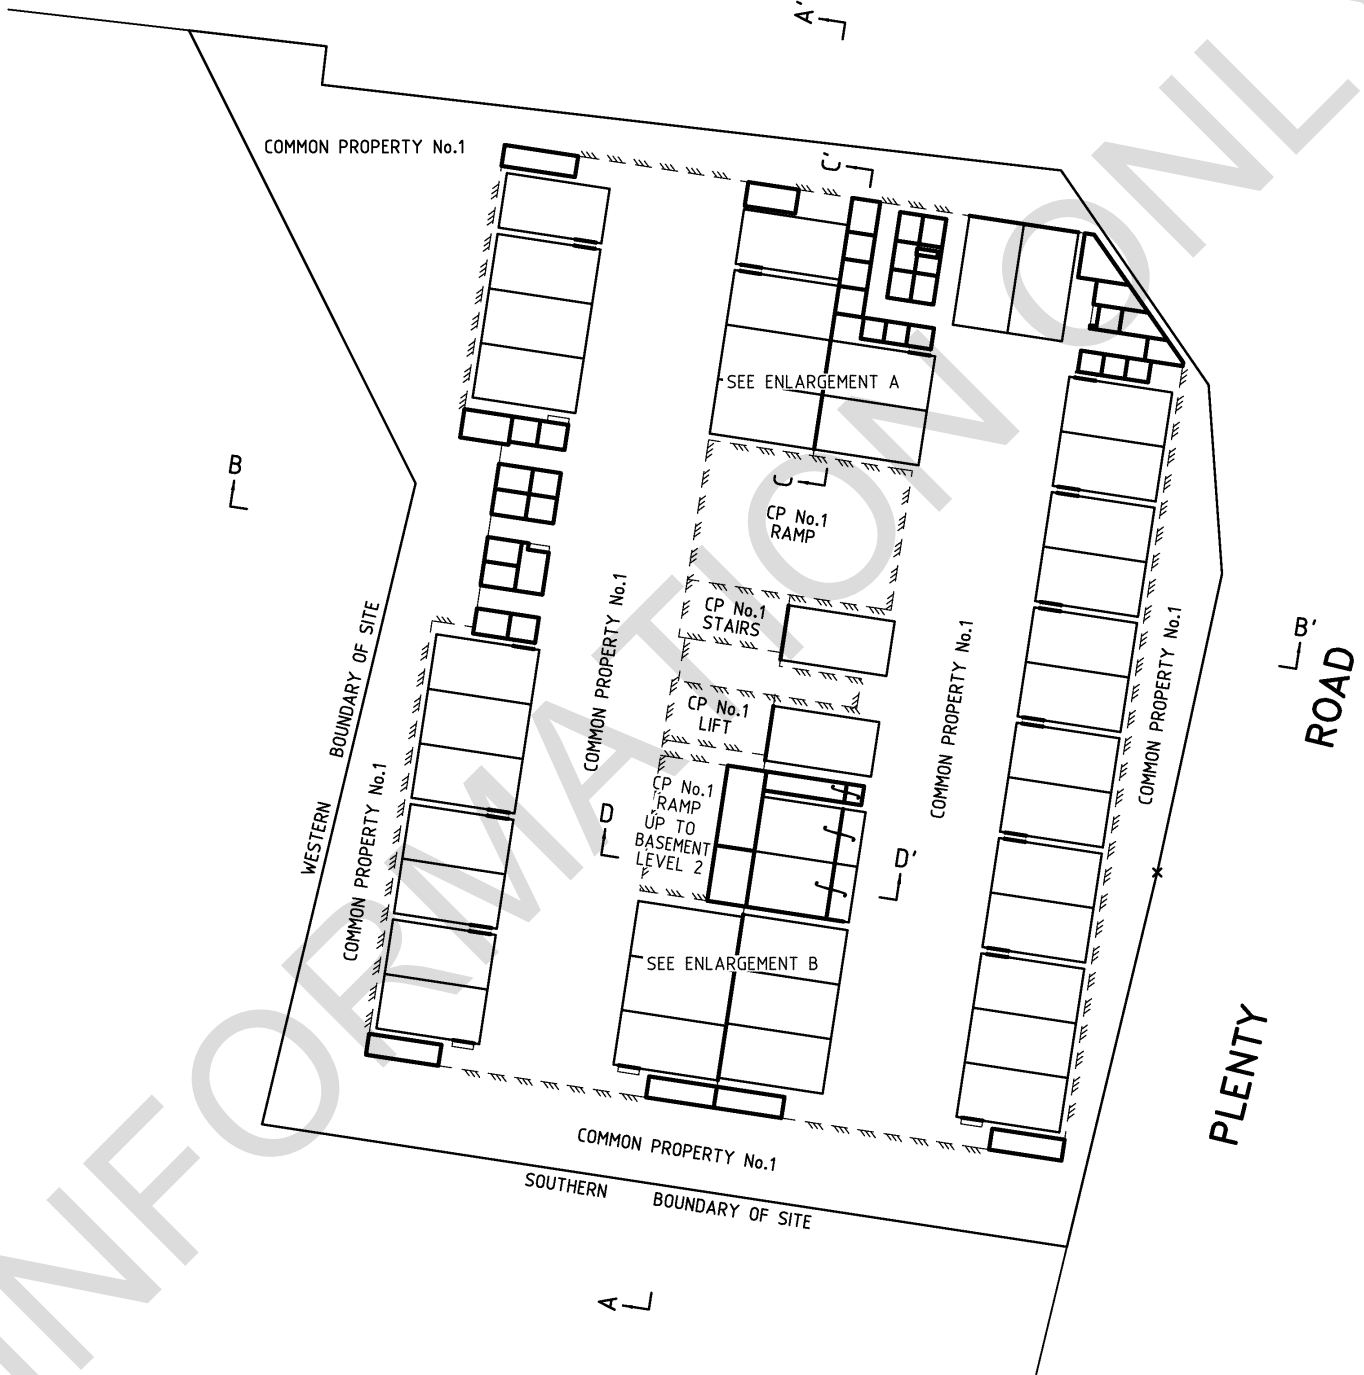 A'
COMMON PROPERTY No.1
C'
SEE ENLARGEMENT A
B
C
CP No.1
RAMP
CP No.1
STAIRS
COMMON PROPERTY No.1
COMMON PROPERTY No.1
COMMON PROPERTY No.1
B'
WESTERN BOUNDARY OF SITE
CP No.1
LIFT
COMMON PROPERTY No.1
CP No.1
RAMP
UP TO
BASEMENT
LEVEL 2
D
D'
SEE ENLARGEMENT B
PLENTY ROAD
COMMON PROPERTY No.1
SOUTHERN BOUNDARY OF SITE
A
INFORMATION ONL